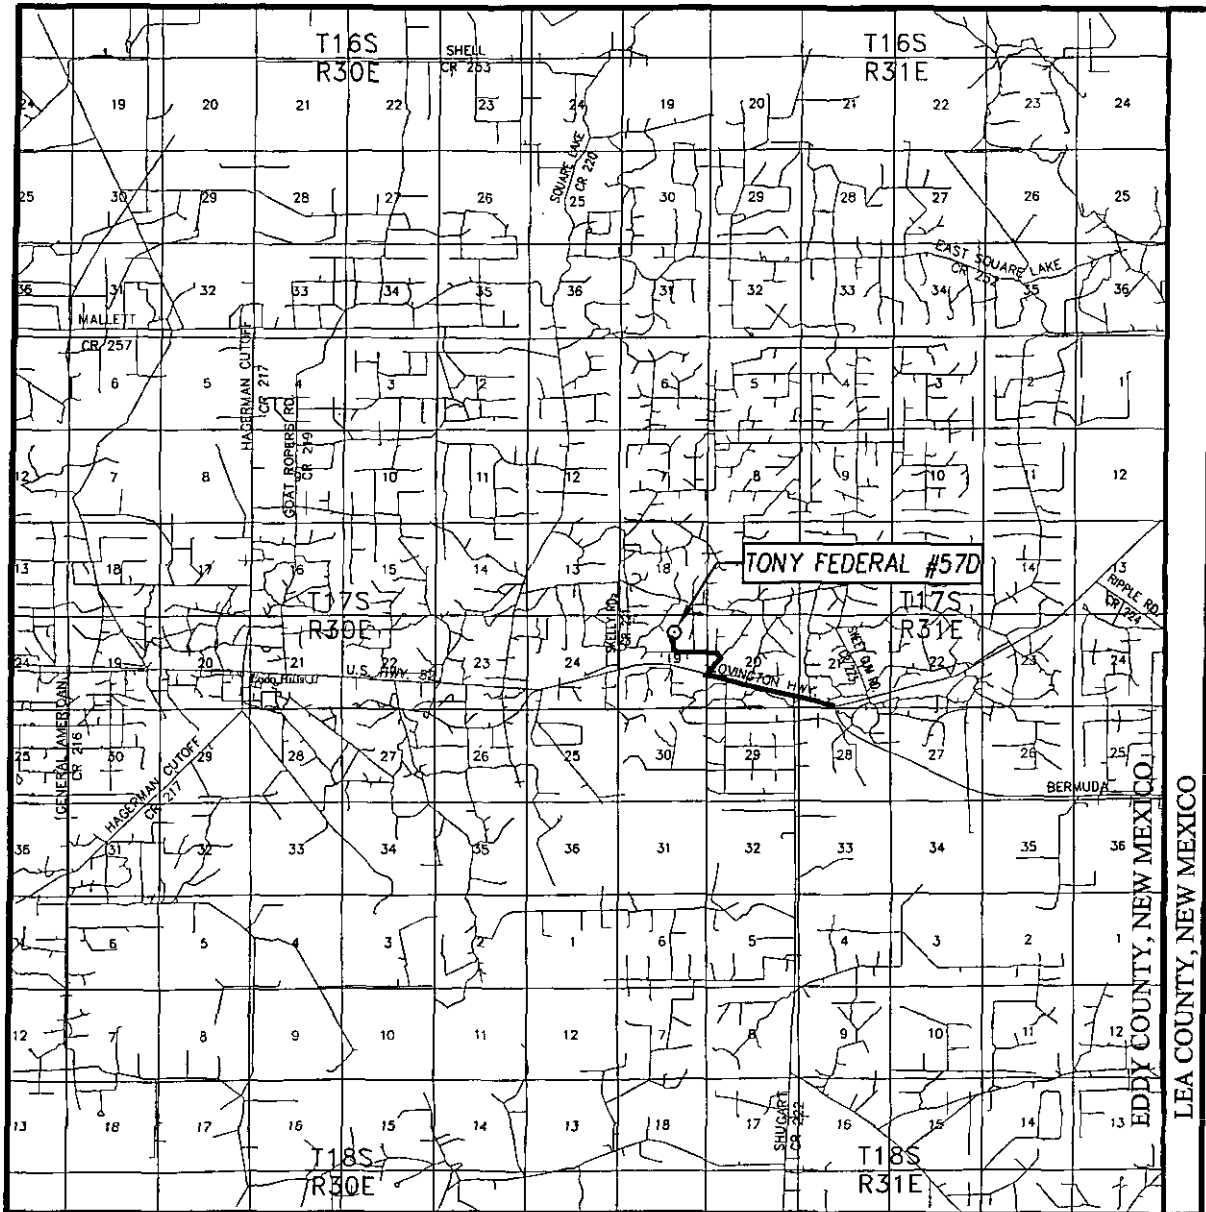 T16S
R30E
SHELL
CR 253
T16S
R31E
24 19 20 21 22 23 24 19 20 21 22 23 24
SQUARE LAKE
CR 220
25 30 29 28 27 26 25 30 29 28 27 26 25
EAST SQUARE LAKE
CR 252
36 31 32 33 34 35 36 31 32 33 34 35 36
MALLETT
CR 257
HAGERMAN CUTOFF
CR 217
6 5 4 3 2 6 5 4 3 2 1
GOAT ROPERS RD.
CR 219
12 7 8 9 10 11 12 7 8 9 10 11 12
TONY FEDERAL #57D
13 18 17 16 15 14 13 18 14 13
RIPPLE RD.
CR 224
T17S
R30E
SKELLY RD.
CR 221
T17S
R31E
24 19 20 21 22 23 24 19 20 21 22 23 24
U.S. HWY. 82
Loco Hills
LOVINGTON HWY.
SWEET GUM RD.
GENERAL AMERICAN
CR 216
25 30 29 28 27 26 25 30 29 28 27 26 25
HAGERMAN CUTOFF
CR 217
BERMUDA
36 31 32 33 34 35 36 31 32 33 34 35 36
6 5 4 3 2 1 6 5 4 3 2 1
12 7 8 9 10 11 12 7 8 9 10 11 12
13 18 17 16 15 14 13 18 17 16 15 14 13
SHUGART
CR 222
T18S
R30E
T18S
R31E
EDDY COUNTY, NEW MEXICO
LEA COUNTY, NEW MEXICO